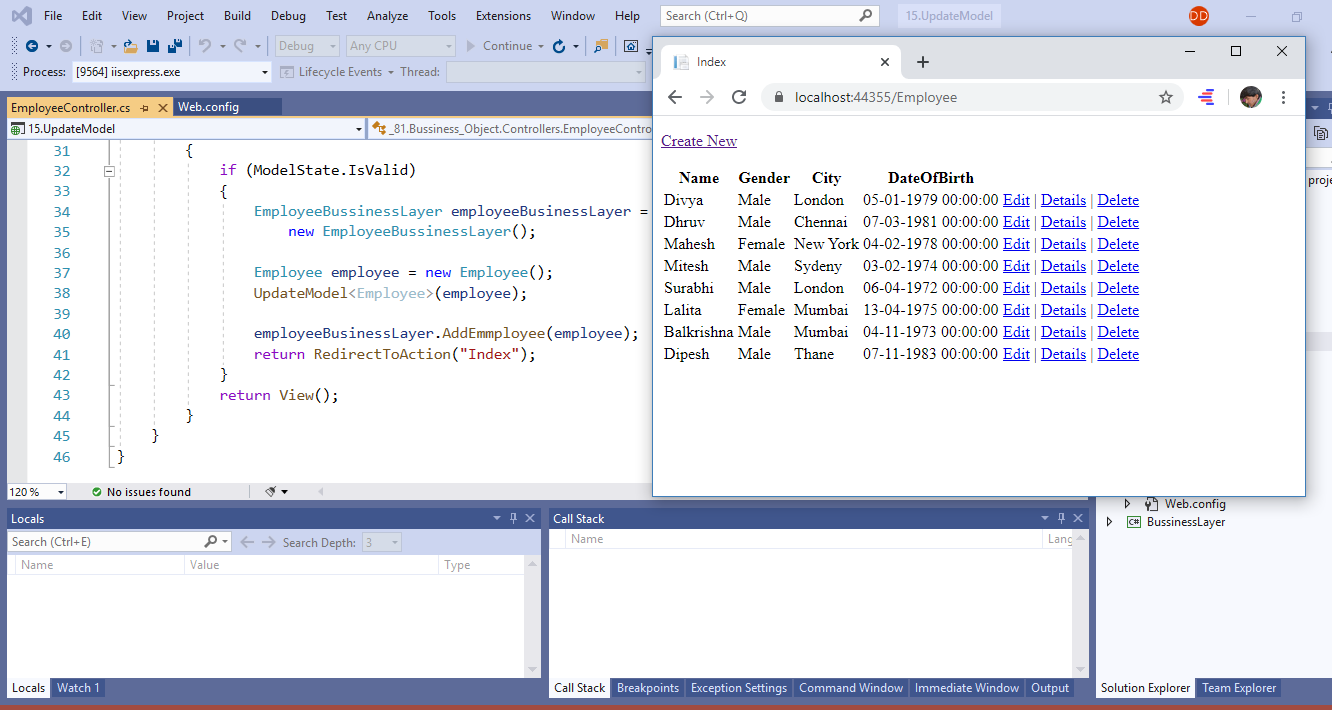 File Edit View Project Build Debug Test Analyze Tools Extensions Window Help Search (Ctrl+Q) 15.UpdateModel DD
Debug Any CPU Continue
Process: [9564] iisexpress.exe Lifecycle Events Thread:
EmployeeController.cs Web.config
15.UpdateModel _81.Bussiness_Object.Controllers.EmployeeContro
31 {
32 if (ModelState.IsValid)
33 {
34 EmployeeBussinessLayer employeeBusinessLayer =
35 new EmployeeBussinessLayer();
36
37 Employee employee = new Employee();
38 UpdateModel<Employee>(employee);
39
40 employeeBusinessLayer.AddEmmployee(employee);
41 return RedirectToAction("Index");
42 }
43 return View();
44 }
45 }
46 }
120 % No issues found
Index
localhost:44355/Employee
Create New
Name Gender City DateOfBirth
Divya Male London 05-01-1979 00:00:00 Edit | Details | Delete
Dhruv Male Chennai 07-03-1981 00:00:00 Edit | Details | Delete
Mahesh Female New York 04-02-1978 00:00:00 Edit | Details | Delete
Mitesh Male Sydeny 03-02-1974 00:00:00 Edit | Details | Delete
Surabhi Male London 06-04-1972 00:00:00 Edit | Details | Delete
Lalita Female Mumbai 13-04-1975 00:00:00 Edit | Details | Delete
Balkrishna Male Mumbai 04-11-1973 00:00:00 Edit | Details | Delete
Dipesh Male Thane 07-11-1983 00:00:00 Edit | Details | Delete
proje
Web.config
C# BussinessLayer
Locals
Search (Ctrl+E) Search Depth: 3
Name Value Type
Locals Watch 1
Call Stack
Name Lang
Call Stack Breakpoints Exception Settings Command Window Immediate Window Output
Solution Explorer Team Explorer